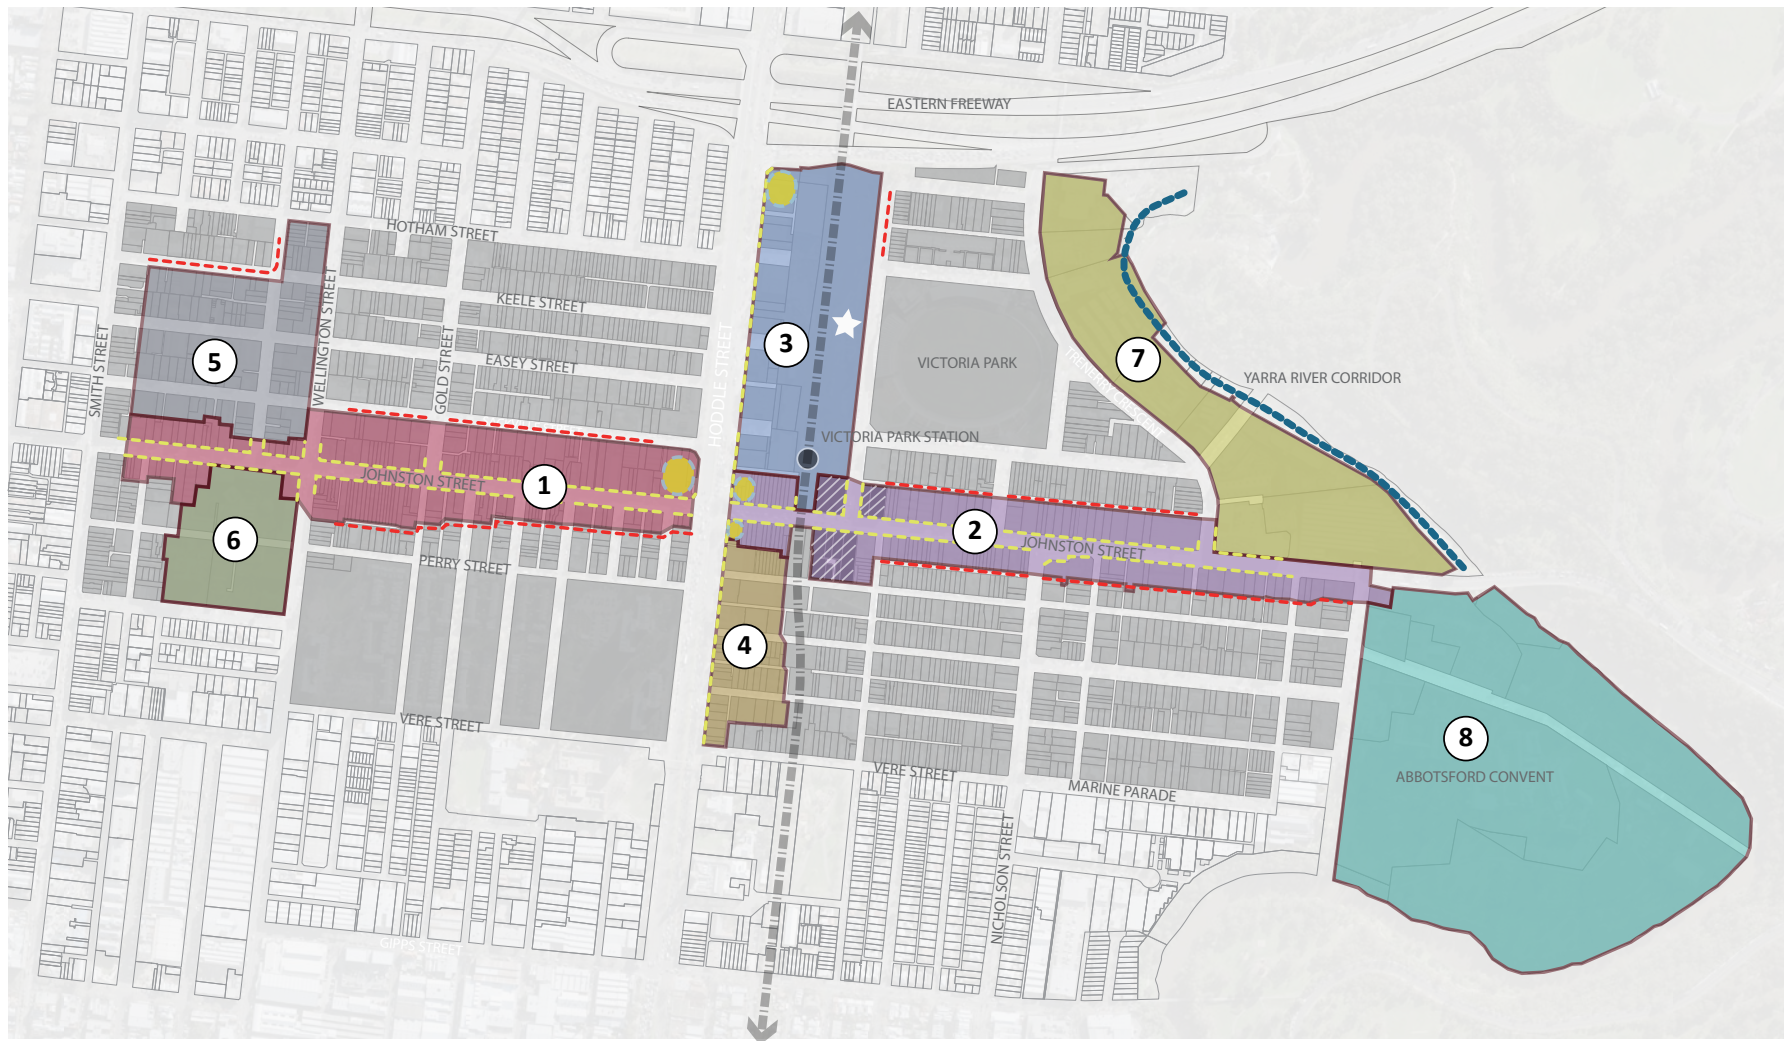 EASTERN FREEWAY
HOTHAM STREET
KEELE STREET
EASEY STREET
SMITH STREET
WELLINGTON STREET
GOLD STREET
HODDLE STREET
VICTORIA PARK
TRENERRY CRESCENT
YARRA RIVER CORRIDOR
VICTORIA PARK STATION
5
3
7
JOHNSTON STREET
1
2
JOHNSTON STREET
6
PERRY STREET
4
8
ABBOTSFORD CONVENT
VERE STREET
VERE STREET
MARINE PARADE
NICHOLSON STREET
GIPPS STREET